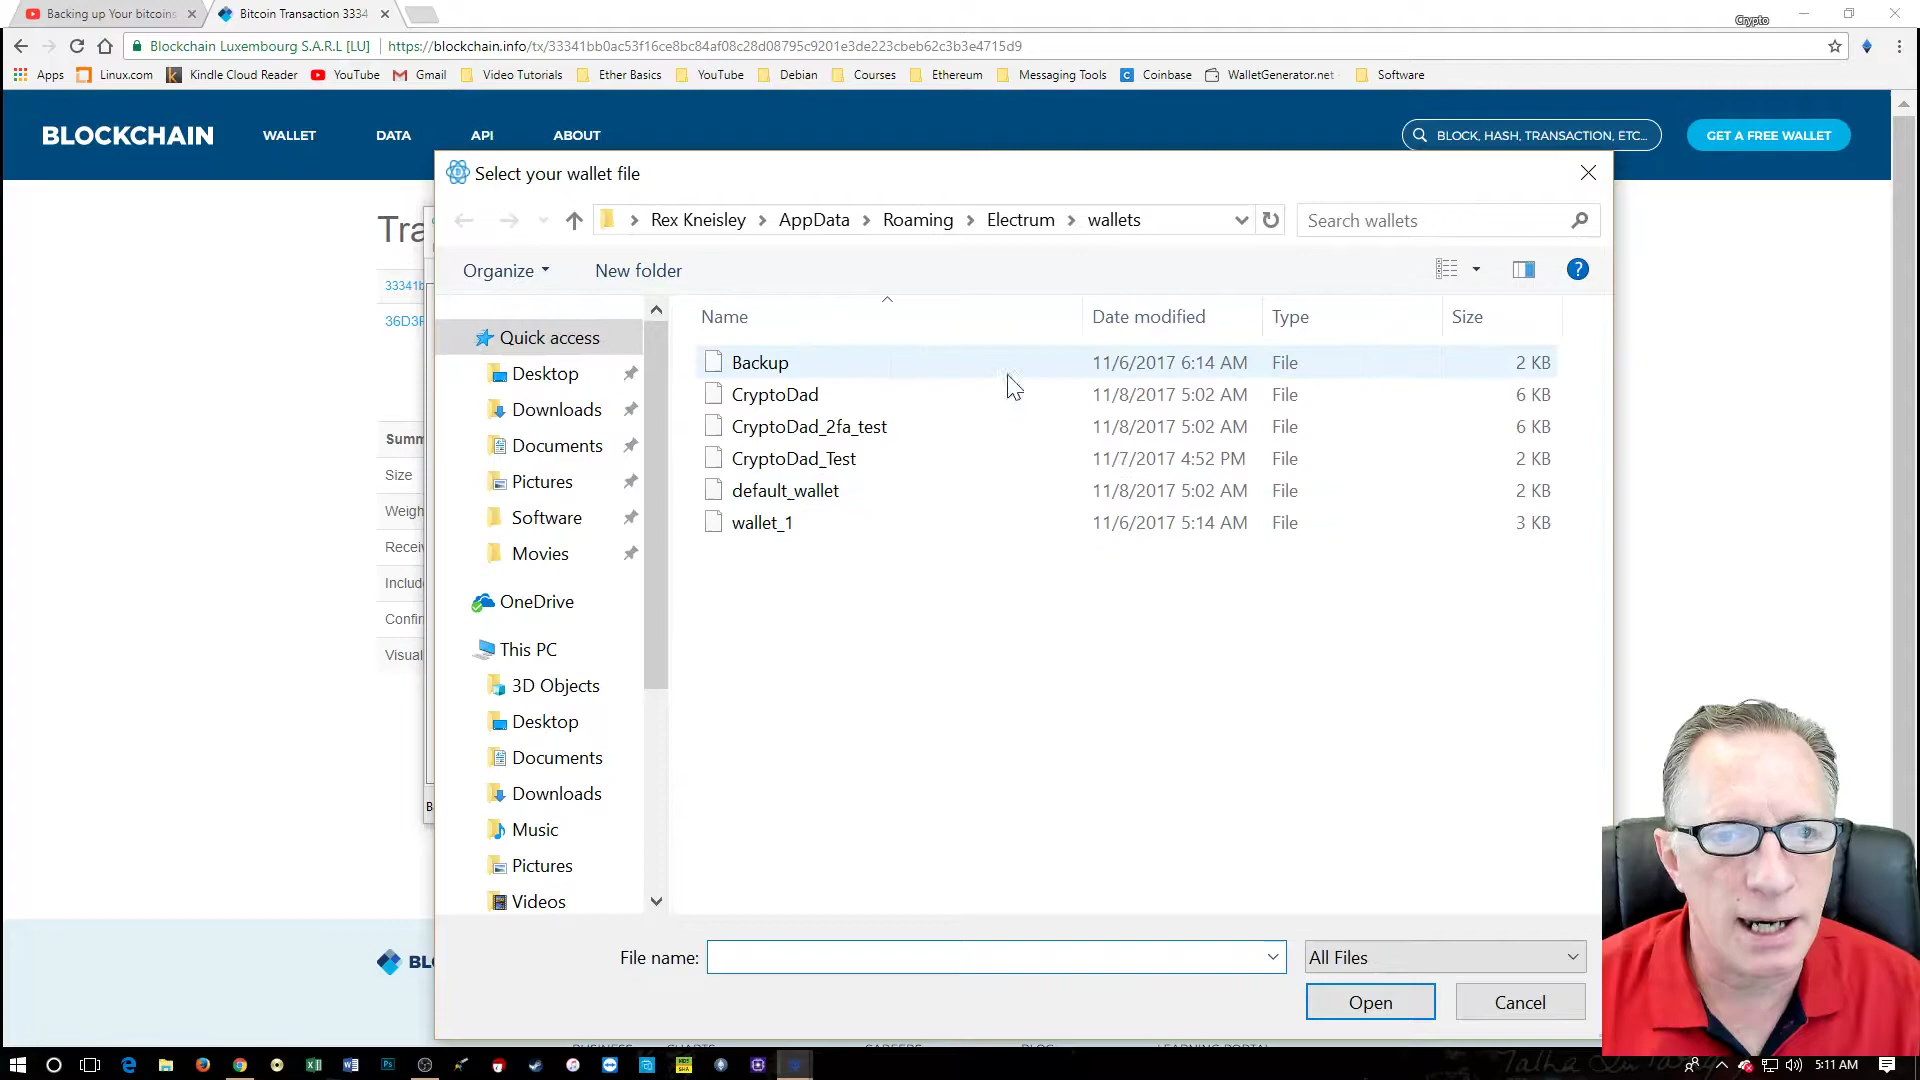 Backing up Your bitcoins
Bitcoin Transaction 3334
Crypto
Blockchain Luxembourg S.A.R.L [LU]
https://blockchain.info/tx/33341bb0ac53f16ce8bc84af08c28d08795c9201e3de223cbeb62c3b3e4715d9
Apps Linux.com Kindle Cloud Reader YouTube Gmail Video Tutorials Ether Basics YouTube Debian Courses Ethereum Messaging Tools Coinbase WalletGenerator.net Software
BLOCKCHAIN WALLET DATA API ABOUT BLOCK, HASH, TRANSACTION, ETC... GET A FREE WALLET
Select your wallet file
Tra
Rex Kneisley AppData Roaming Electrum wallets
Search wallets
Organize New folder
33341b
36D3F
Summ
Size
Weigh
Recei
Includ
Confir
Visual
Quick access
Desktop
Downloads
Documents
Pictures
Software
Movies
OneDrive
This PC
3D Objects
Desktop
Documents
Downloads
Music
Pictures
Videos
Name Date modified Type Size
Backup 11/6/2017 6:14 AM File 2 KB
CryptoDad 11/8/2017 5:02 AM File 6 KB
CryptoDad_2fa_test 11/8/2017 5:02 AM File 6 KB
CryptoDad_Test 11/7/2017 4:52 PM File 2 KB
default_wallet 11/8/2017 5:02 AM File 2 KB
wallet_1 11/6/2017 5:14 AM File 3 KB
B
BL
File name: All Files
Open Cancel
5:11 AM